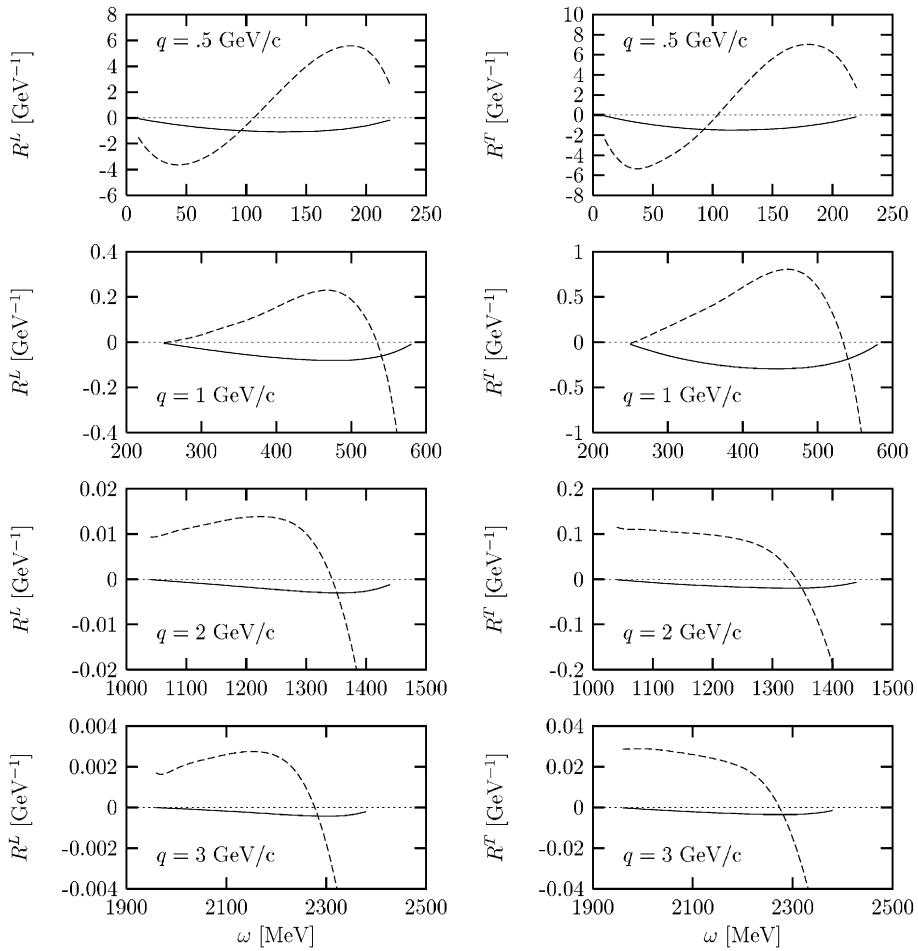 8
6
4
2
0
-2
-4
-6
0 50 100 150 200 250
R^L [GeV^−1]
q = .5 GeV/c
10
8
6
4
2
0
-2
-4
-6
-8
0 50 100 150 200 250
R^T [GeV^−1]
q = .5 GeV/c
0.4
0.2
0
-0.2
-0.4
200 300 400 500 600
R^L [GeV^−1]
q = 1 GeV/c
1
0.5
0
-0.5
-1
200 300 400 500 600
R^T [GeV^−1]
q = 1 GeV/c
0.02
0.01
0
-0.01
-0.02
1000 1100 1200 1300 1400 1500
R^L [GeV^−1]
q = 2 GeV/c
0.2
0.1
0
-0.1
-0.2
1000 1100 1200 1300 1400 1500
R^T [GeV^−1]
q = 2 GeV/c
0.004
0.002
0
-0.002
-0.004
1900 2100 2300 2500
R^L [GeV^−1]
q = 3 GeV/c
ω [MeV]
0.04
0.02
0
-0.02
-0.04
1900 2100 2300 2500
R^T [GeV^−1]
q = 3 GeV/c
ω [MeV]